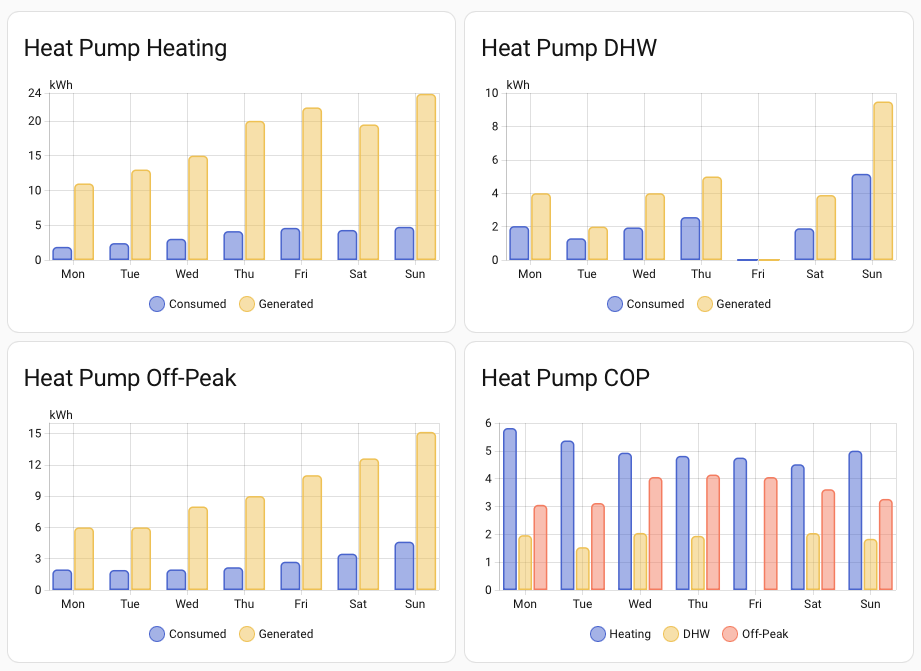 Heat Pump Heating
kWh
24
20
15
10
5
0
Mon Tue Wed Thu Fri Sat Sun
Consumed Generated
Heat Pump DHW
kWh
10
8
6
4
2
0
Mon Tue Wed Thu Fri Sat Sun
Consumed Generated
Heat Pump Off-Peak
kWh
15
12
9
6
3
0
Mon Tue Wed Thu Fri Sat Sun
Consumed Generated
Heat Pump COP
6
5
4
3
2
1
0
Mon Tue Wed Thu Fri Sat Sun
Heating DHW Off-Peak